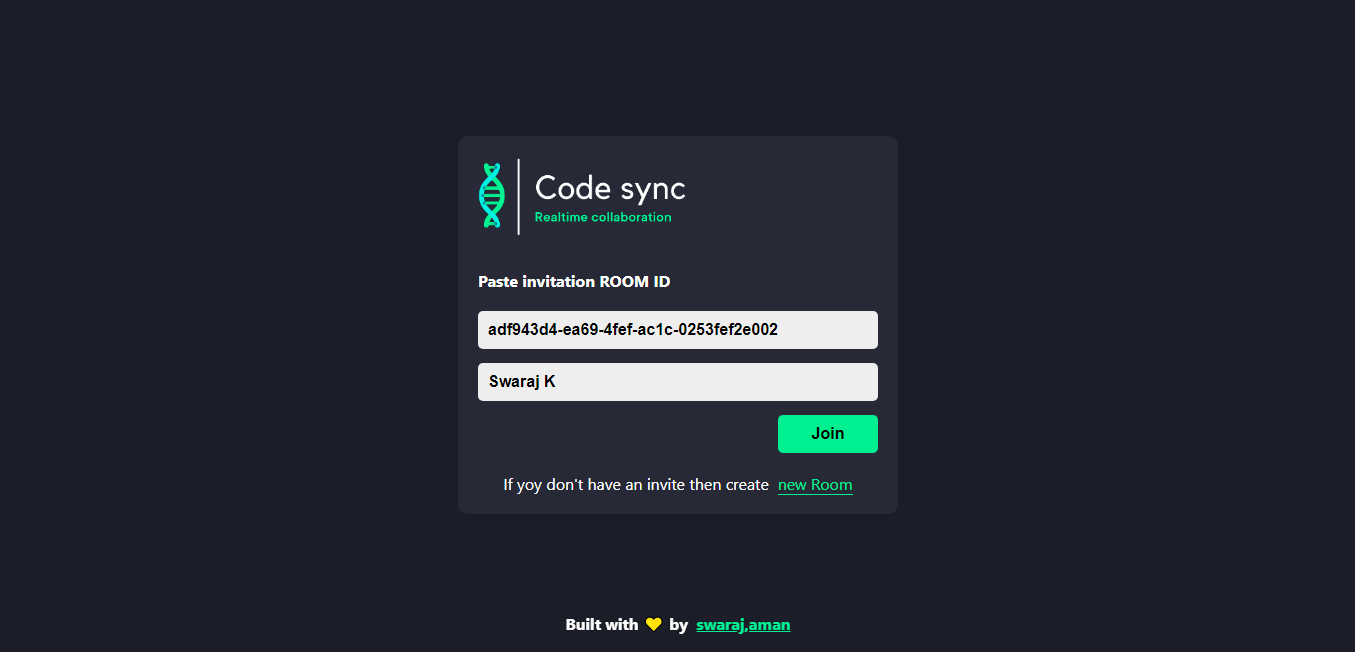 Code sync
Realtime collaboration
Paste invitation ROOM ID
adf943d4-ea69-4fef-ac1c-0253fef2e002
Swaraj K
Join
If yoy don't have an invite then create new Room
Built with 💛 by swaraj,aman